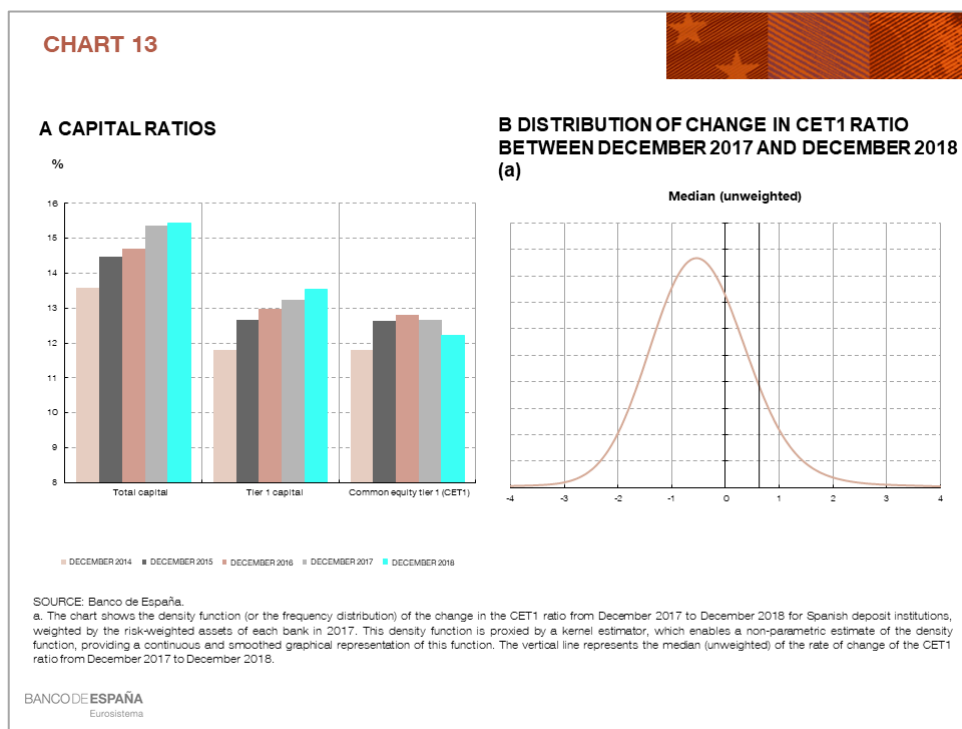 CHART 13
A CAPITAL RATIOS
%
16
15
14
13
12
11
10
9
8
Total capital
Tier 1 capital
Common equity tier 1 (CET1)
DECEMBER 2014 DECEMBER 2015 DECEMBER 2016 DECEMBER 2017 DECEMBER 2018
B DISTRIBUTION OF CHANGE IN CET1 RATIO
BETWEEN DECEMBER 2017 AND DECEMBER 2018
(a)
Median (unweighted)
-4 -3 -2 -1 0 1 2 3 4
SOURCE: Banco de España.
a. The chart shows the density function (or the frequency distribution) of the change in the CET1 ratio from December 2017 to December 2018 for Spanish deposit institutions,
weighted by the risk-weighted assets of each bank in 2017. This density function is proxied by a kernel estimator, which enables a non-parametric estimate of the density
function, providing a continuous and smoothed graphical representation of this function. The vertical line represents the median (unweighted) of the rate of change of the CET1
ratio from December 2017 to December 2018.
BANCO DE ESPAÑA
Eurosistema